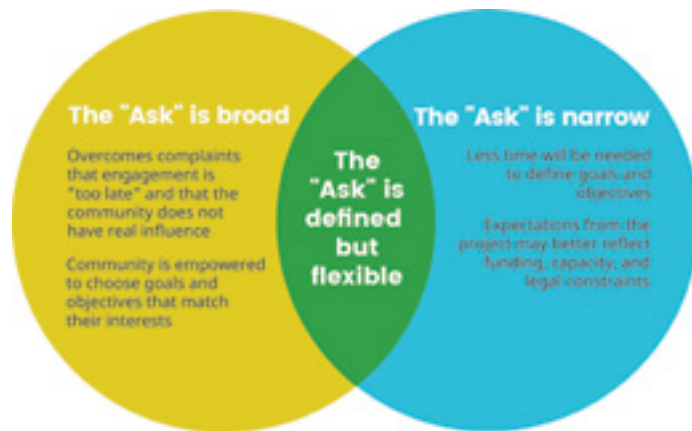 The "Ask" is broad
Overcomes complaints
that engagement is
"too late" and that the
community does not
have real influence
Community is empowered
to choose goals and
objectives that match
their interests
The
"Ask" is
defined
but
flexible
The "Ask" is narrow
Less time will be needed
to define goals and
objectives
Expectations from the
project may better reflect
funding, capacity, and
legal constraints